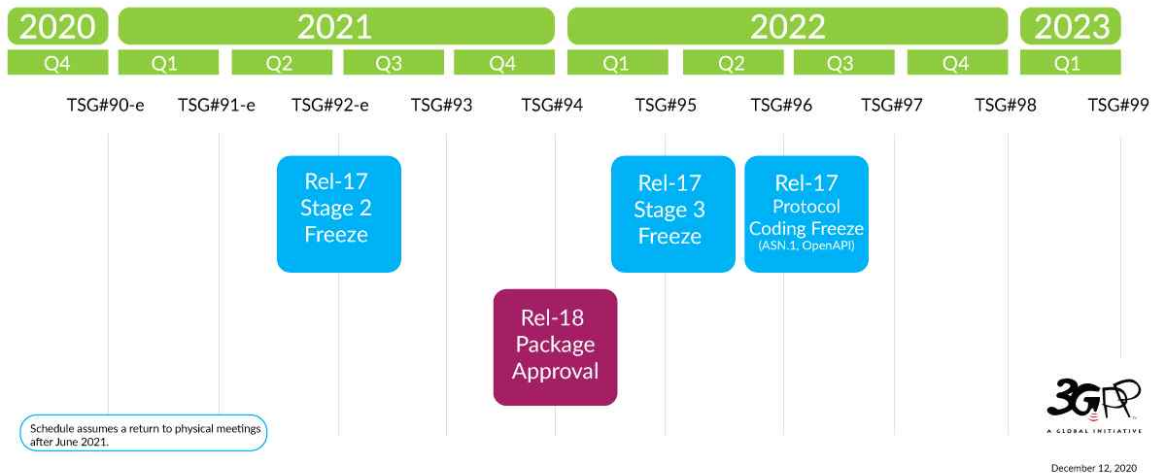 2020 2021 2022 2023
Q4 Q1 Q2 Q3 Q4 Q1 Q2 Q3 Q4 Q1
TSG#90-e TSG#91-e TSG#92-e TSG#93 TSG#94 TSG#95 TSG#96 TSG#97 TSG#98 TSG#99
Rel-17
Stage 2
Freeze
Rel-17
Stage 3
Freeze
Rel-17
Protocol
Coding Freeze
(ASN.1, OpenAPI)
Rel-18
Package
Approval
Schedule assumes a return to physical meetings
after June 2021.
3GPP
A GLOBAL INITIATIVE
December 12, 2020